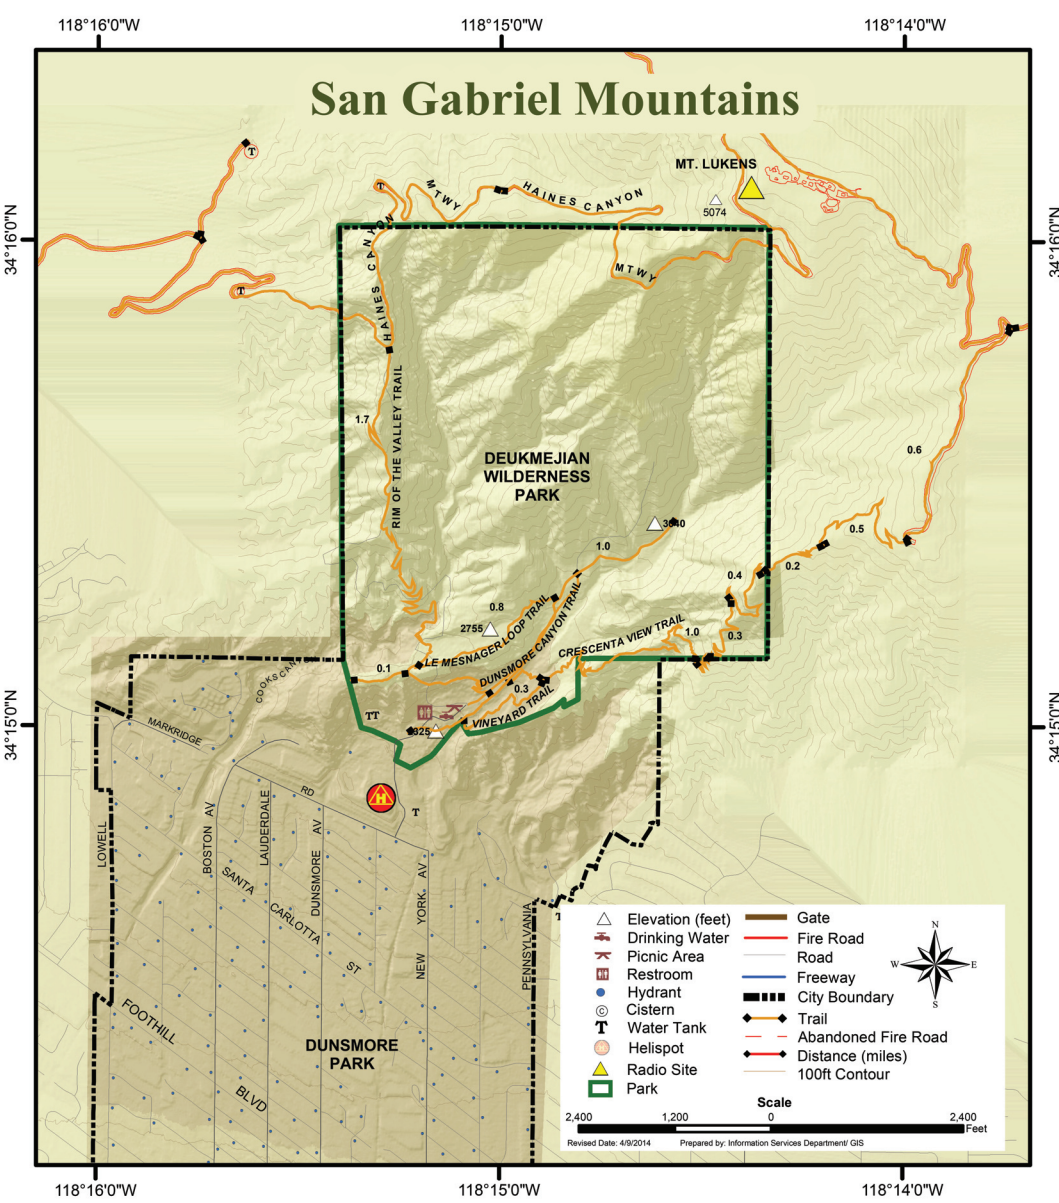 118°16'0"W
118°15'0"W
118°14'0"W
San Gabriel Mountains
MT. LUKENS
5074
T
T
MTWY
HAINES CANYON
34°16'0"N
34°16'0"N
HAINES CANYON
MTWY
T
RIM OF THE VALLEY TRAIL
1.7
0.6
DEUKMEJIAN
WILDERNESS
PARK
3640
0.5
1.0
0.2
0.4
0.8
2755
LE MESNAGER LOOP TRAIL
DUNSMORE CANYON TRAIL
CRESCENTA VIEW TRAIL
1.0
0.3
0.1
0.3
COOKS CANYON
VINEYARD TRAIL
TT
34°15'0"N
34°15'0"N
MARKRIDGE
RD
H
T
LOWELL
BOSTON AV
LAUDERDALE
DUNSMORE AV
NEW YORK AV
PENNSYLVANIA
SANTA CARLOTTA ST
FOOTHILL BLVD
DUNSMORE
PARK
T
Elevation (feet)
Drinking Water
Picnic Area
Restroom
Hydrant
© Cistern
T Water Tank
H Helispot
Radio Site
Park
Gate
Fire Road
Road
Freeway
City Boundary
Trail
Abandoned Fire Road
Distance (miles)
100ft Contour
N
W E
S
Scale
2,400 1,200 0 2,400
Feet
Revised Date: 4/9/2014 Prepared by: Information Services Department/ GIS
118°16'0"W
118°15'0"W
118°14'0"W